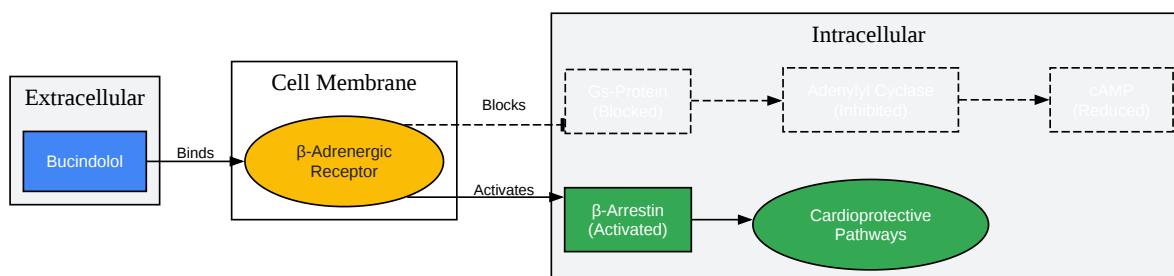 Extracellular
Bucindolol
Binds
Cell Membrane
β-Adrenergic
Receptor
Blocks
Activates
Intracellular
Gs-Protein
(Blocked)
Adenylyl Cyclase
(Inhibited)
cAMP
(Reduced)
β-Arrestin
(Activated)
Cardioprotective
Pathways